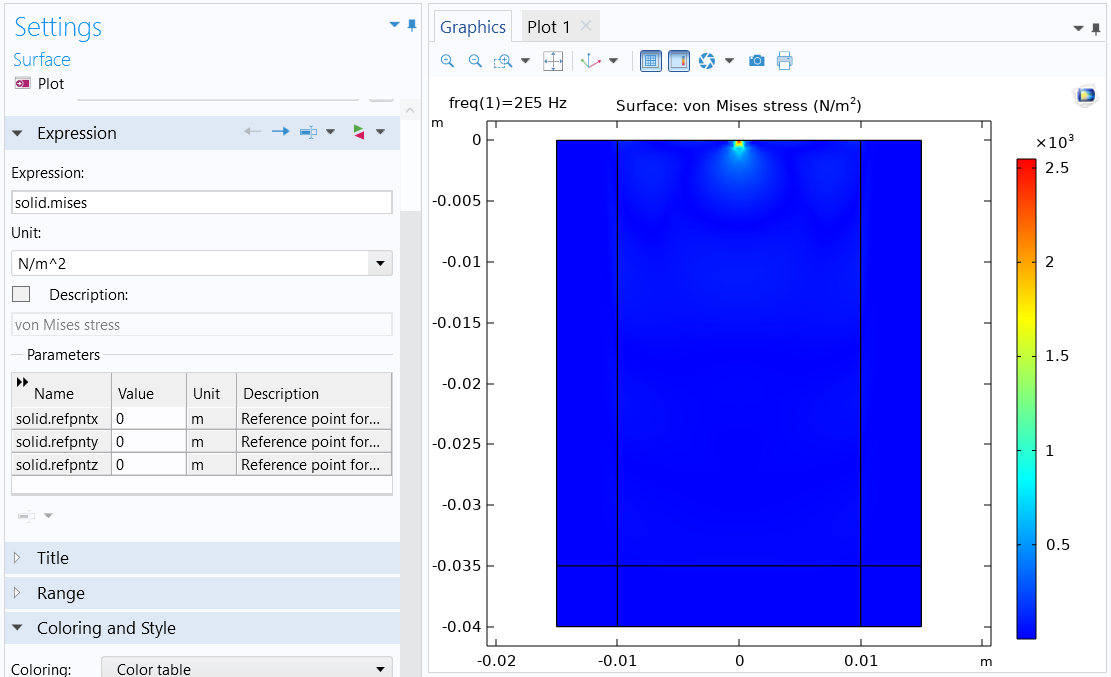 Settings
Surface
Plot
Expression
Expression:
solid.mises
Unit:
N/m^2
Description:
von Mises stress
Parameters
Name Value Unit Description
solid.refpntx 0 m Reference point for...
solid.refpnty 0 m Reference point for...
solid.refpntz 0 m Reference point for...
Title
Range
Coloring and Style
Coloring: Color table
Graphics Plot 1
freq(1)=2E5 Hz Surface: von Mises stress (N/m²)
m
0
-0.005
-0.01
-0.015
-0.02
-0.025
-0.03
-0.035
-0.04
-0.02 -0.01 0 0.01 m
×10³
2.5
2
1.5
1
0.5